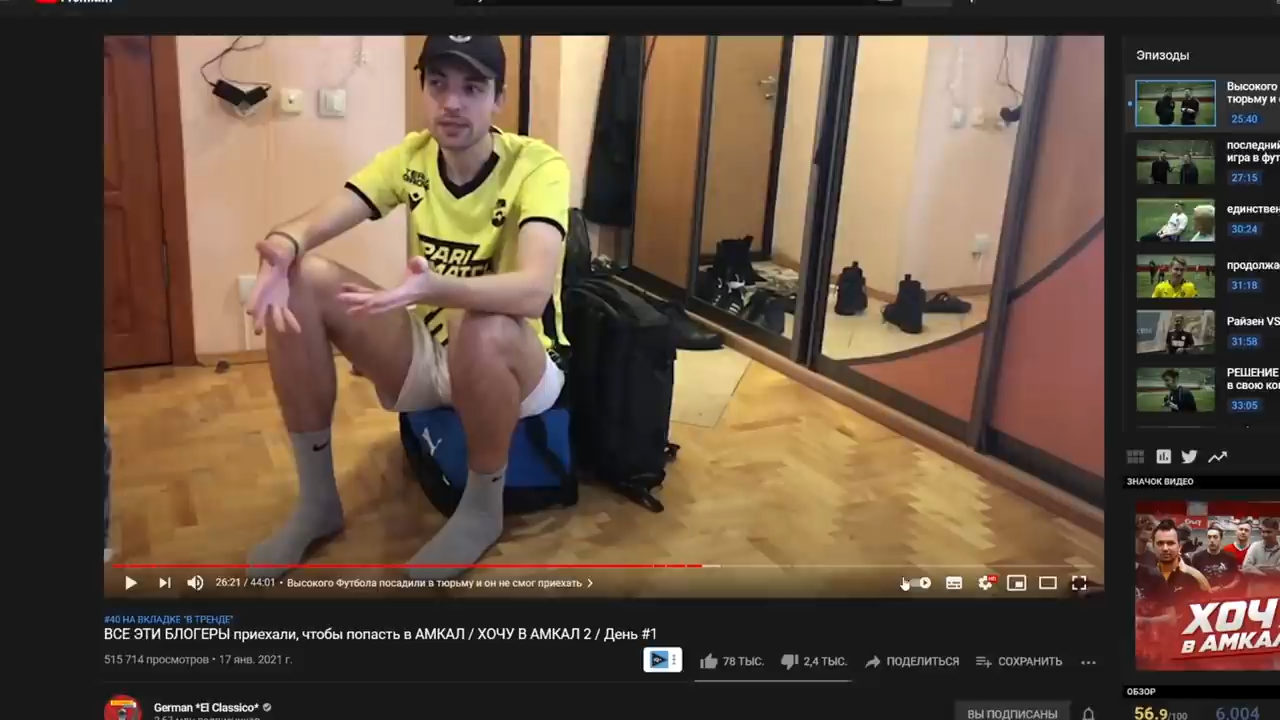 Эпизоды
Высокого
тюрьму и
25:40
последний
игра в фут
27:15
единствен
30:24
продолжа
31:18
Райзен VS
31:58
РЕШЕНИЕ
в свою ко
33:05
PARI
MATCH
26:21 / 44:01 • Высокого Футбола посадили в тюрьму и он не смог приехать
#40 НА ВКЛАДКЕ "В ТРЕНДЕ"
ВСЕ ЭТИ БЛОГЕРЫ приехали, чтобы попасть в АМКАЛ / ХОЧУ В АМКАЛ 2 / День #1
515 714 просмотров • 17 янв. 2021 г.
78 ТЫС.
2,4 ТЫС.
ПОДЕЛИТЬСЯ
СОХРАНИТЬ
German *El Classico*
ВЫ ПОДПИСАНЫ
ЗНАЧОК ВИДЕО
ХОЧУ
В АМКАЛ
ОБЗОР
56.9/100
6,004